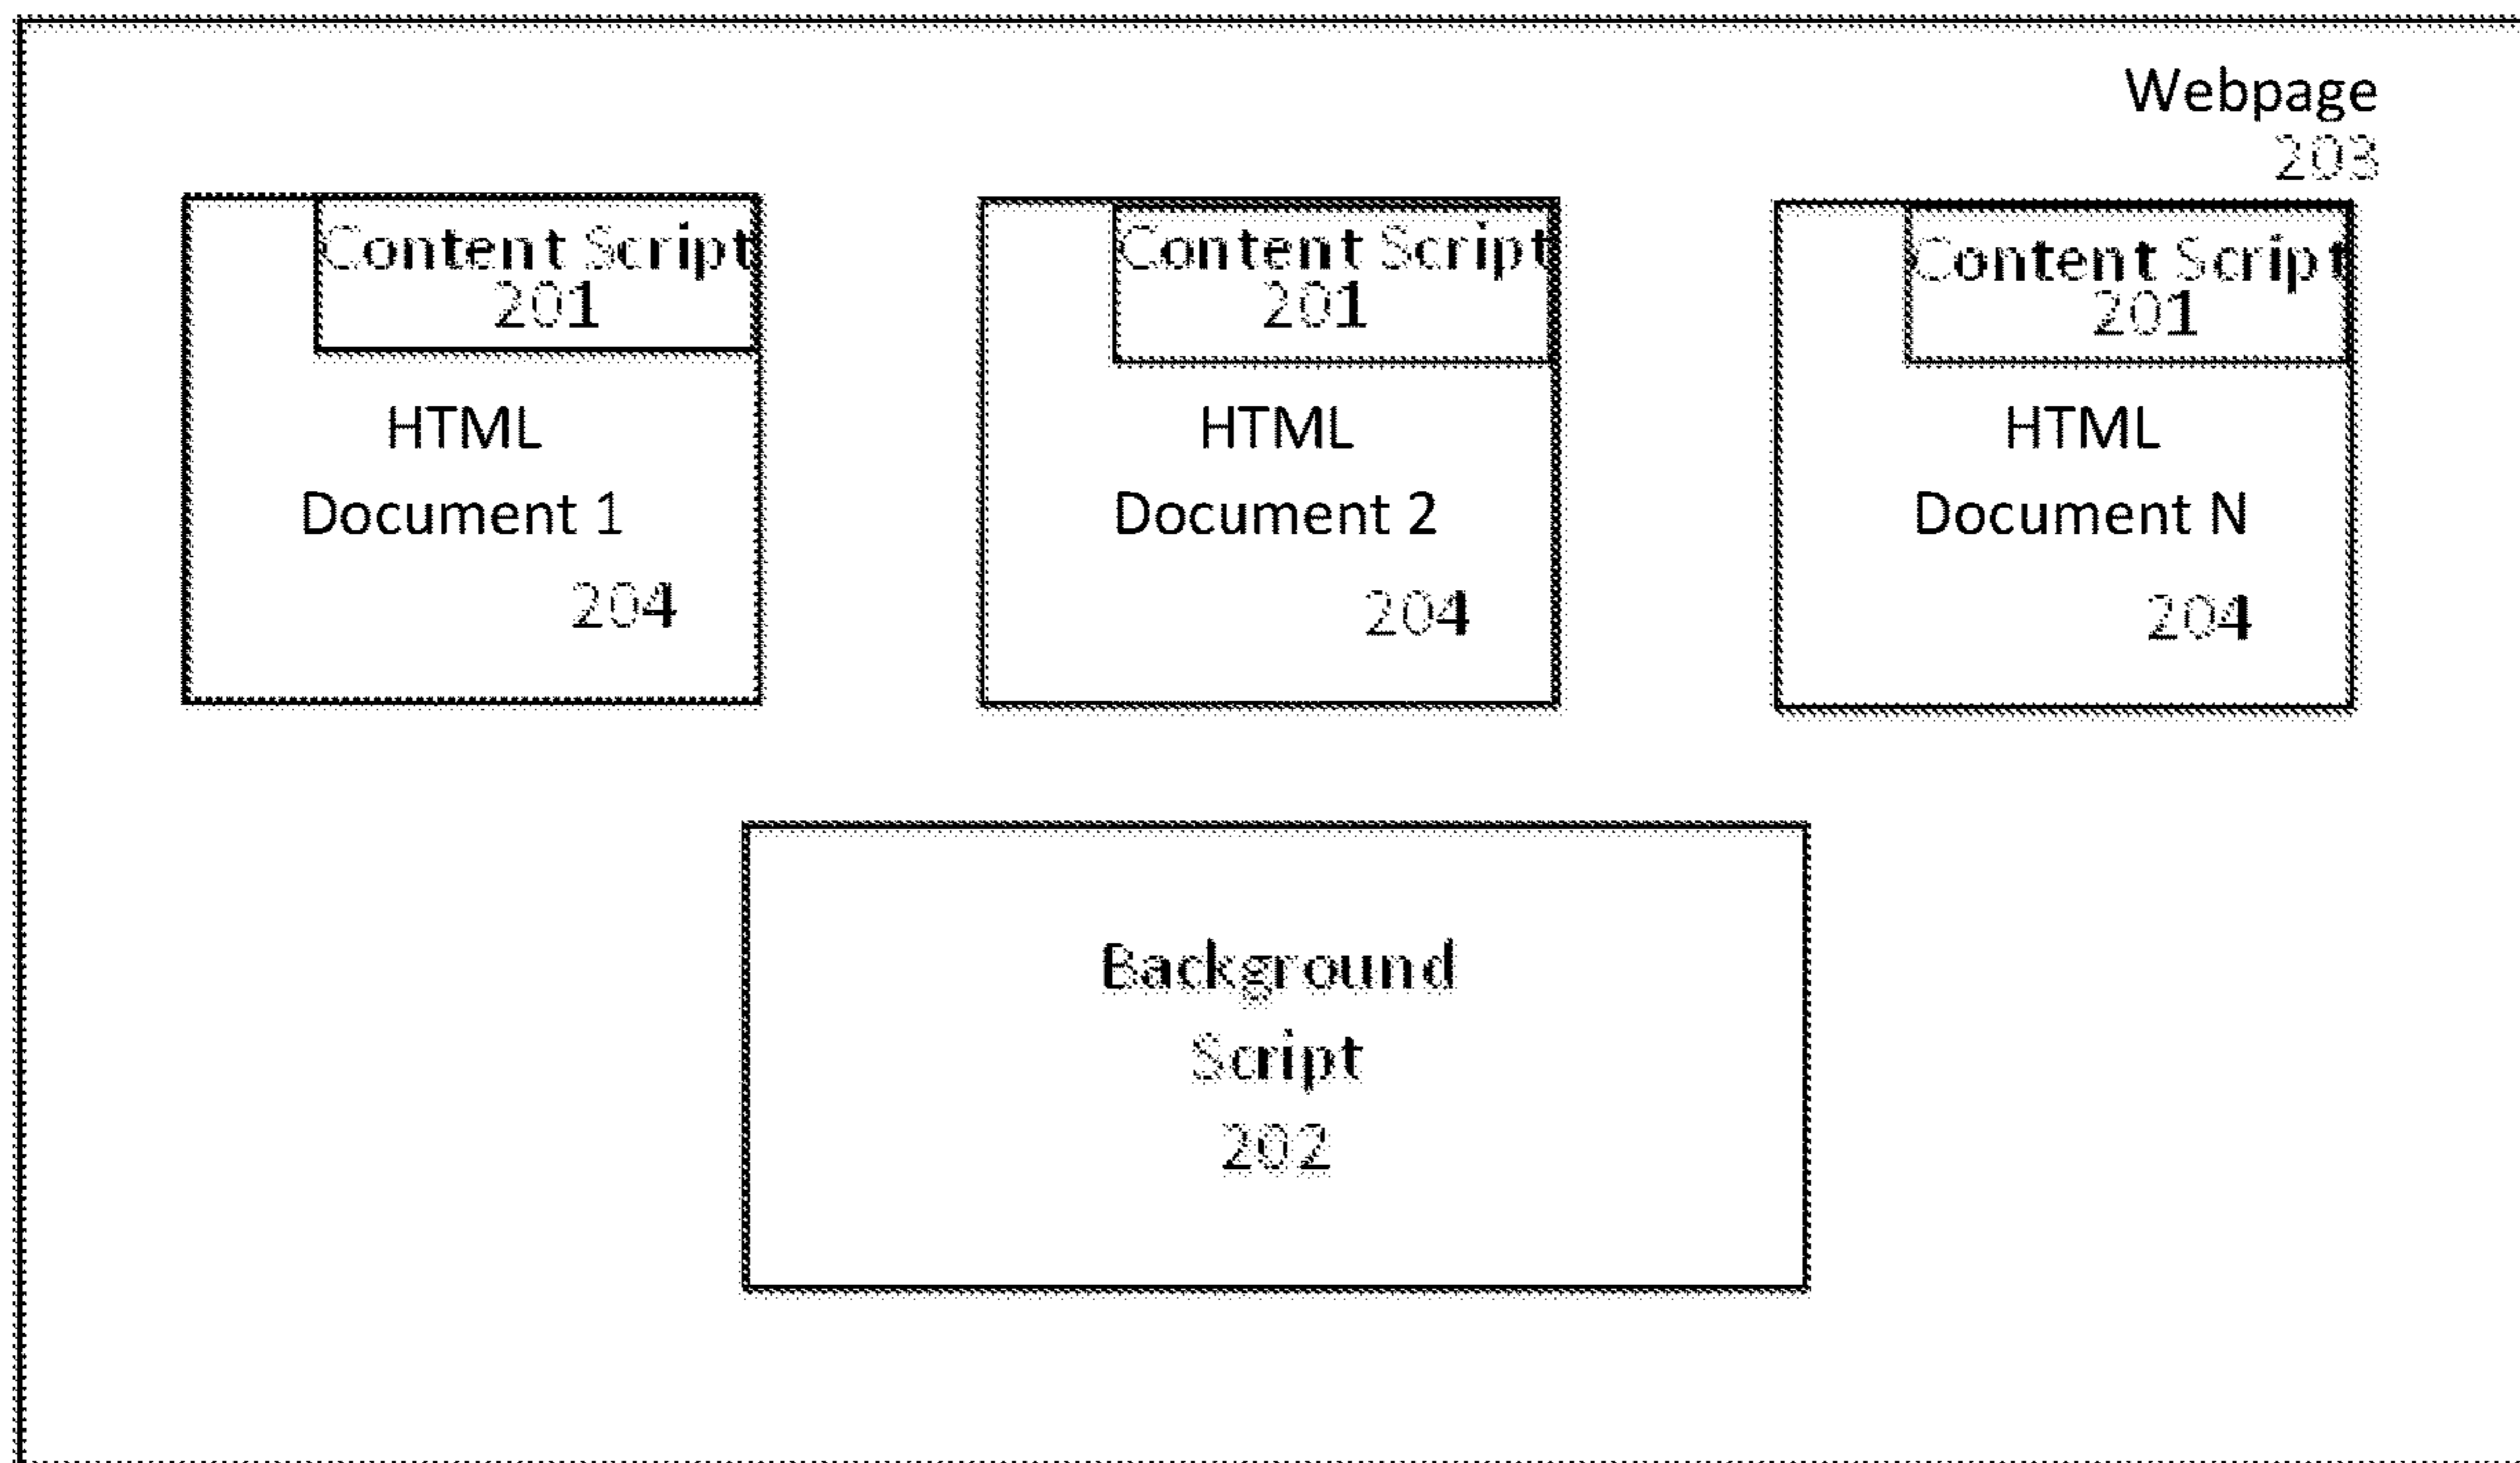 Webpage
203
Content Script
201
HTML
Document 1
204
Content Script
201
HTML
Document 2
204
Content Script
201
HTML
Document N
204
Background
Script
202